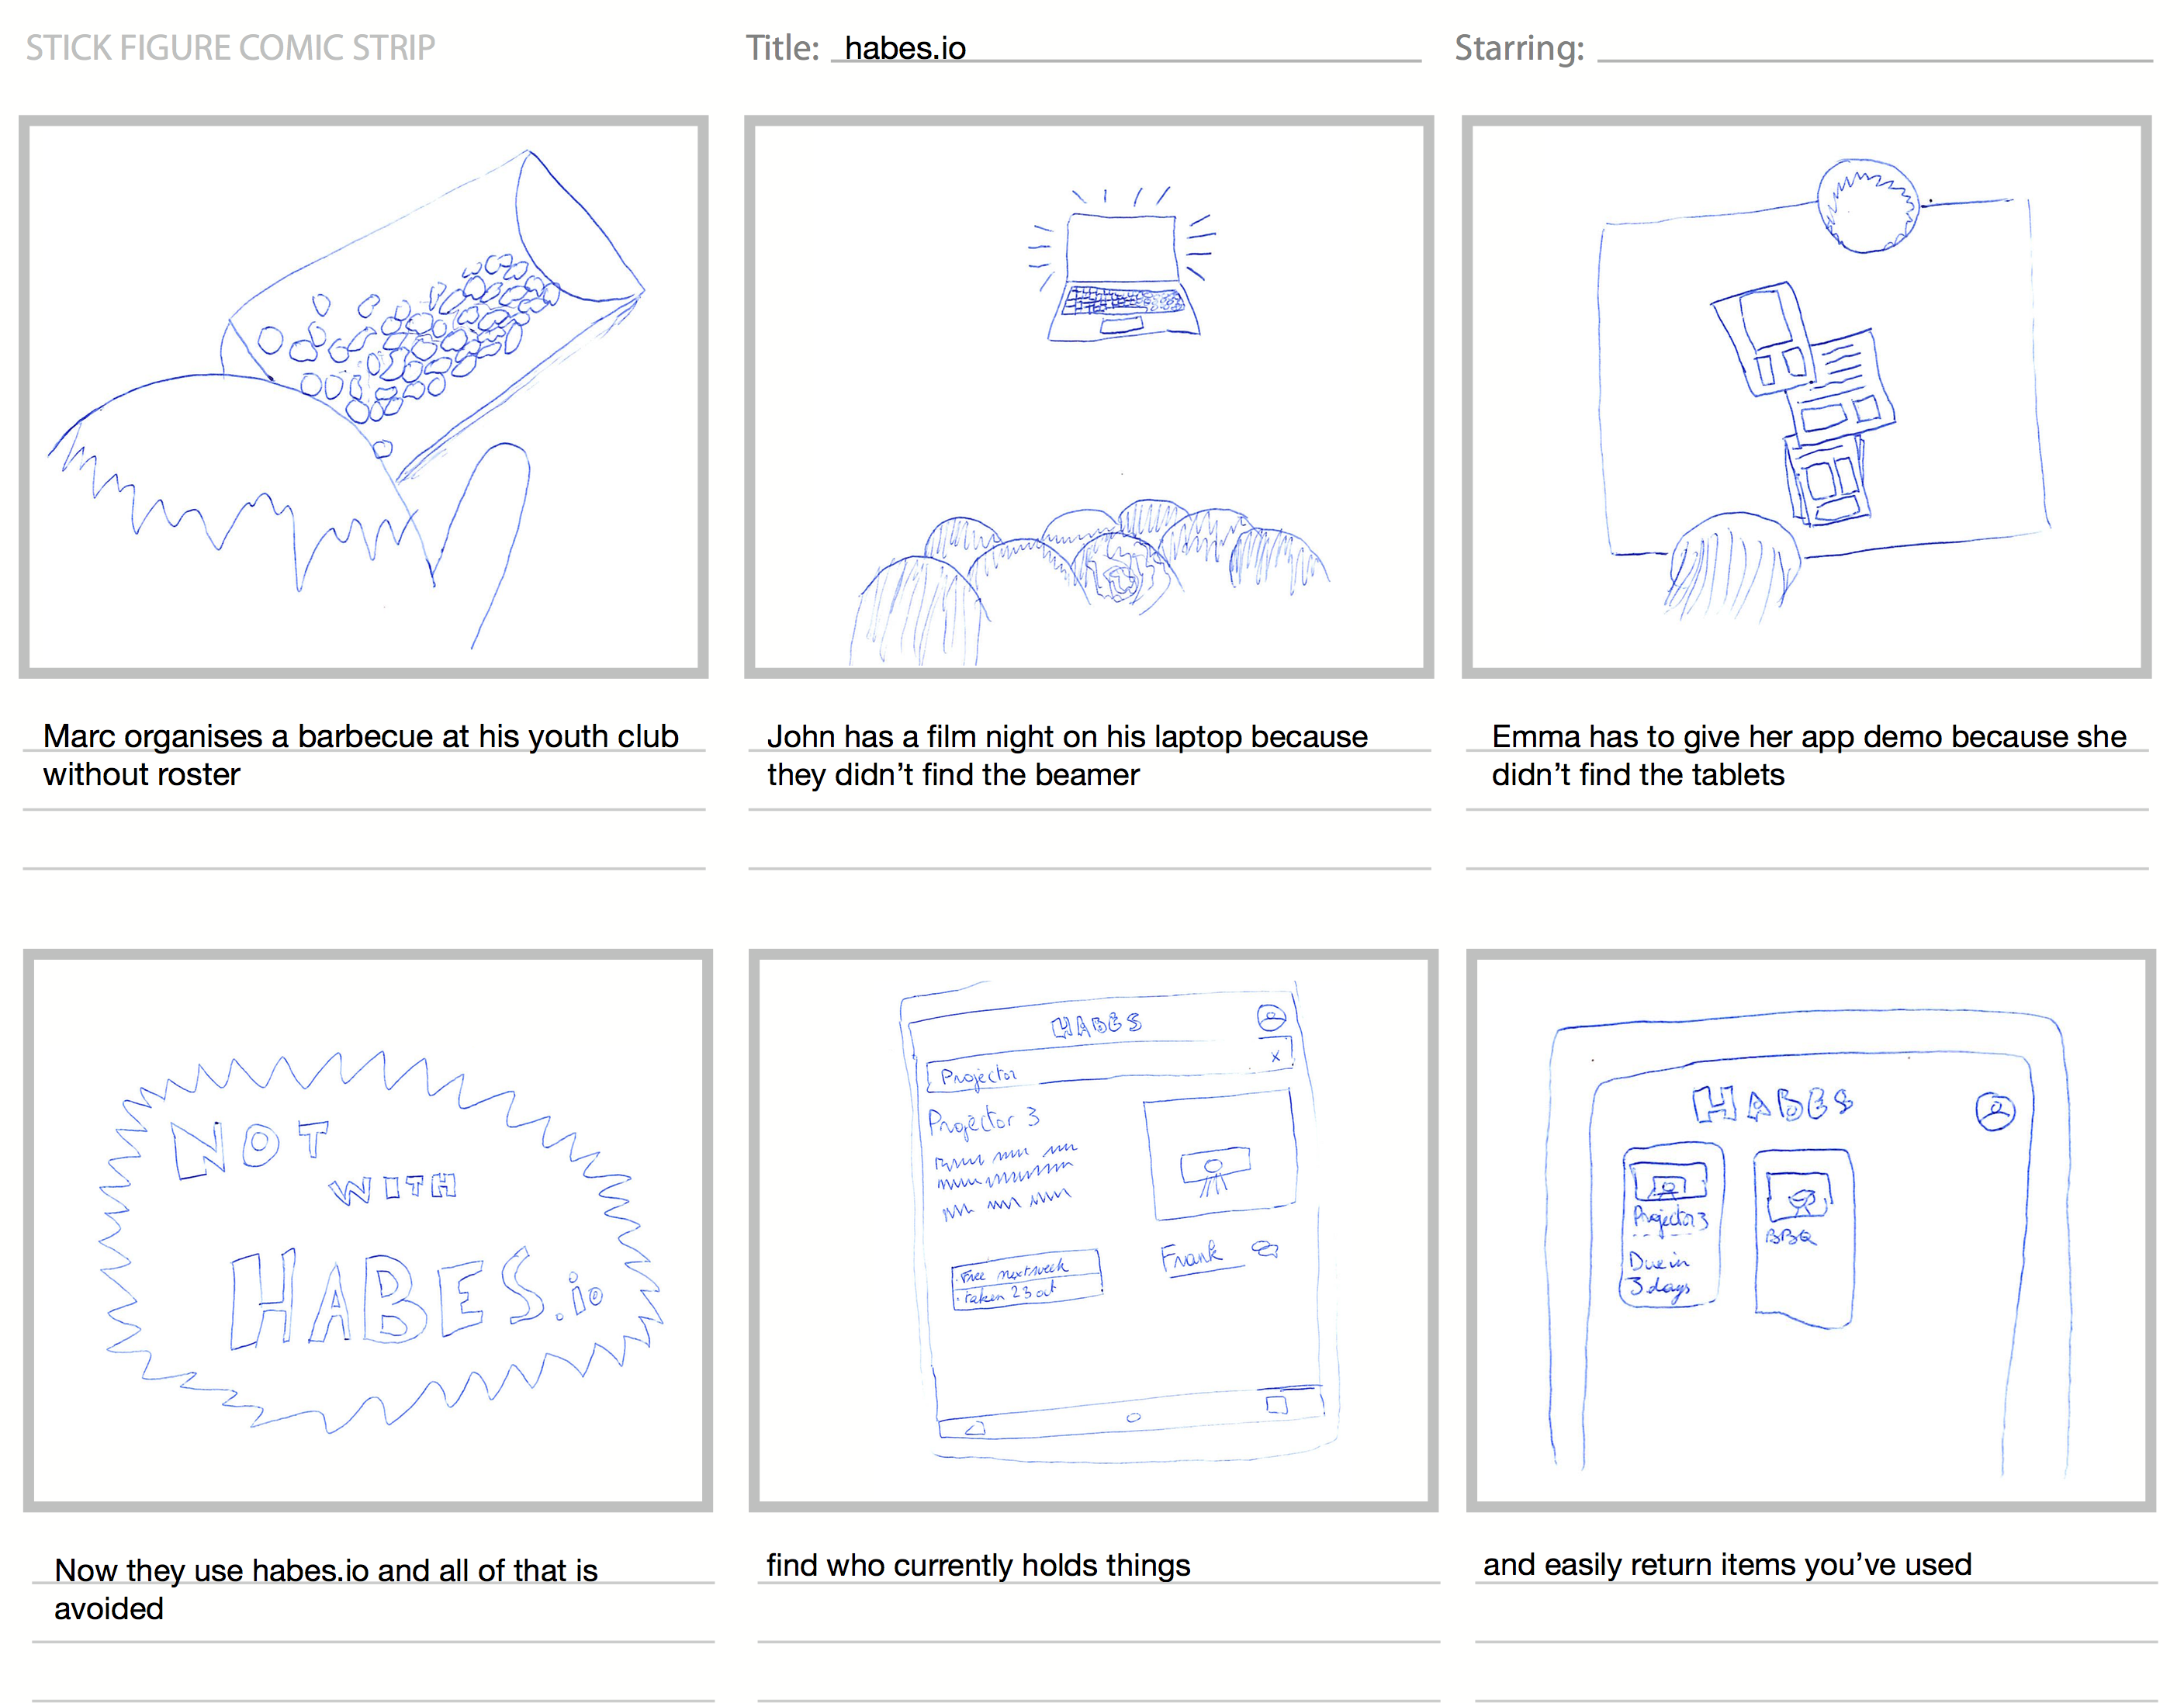 STICK FIGURE COMIC STRIP
Title: habes.io
Starring:
Marc organises a barbecue at his youth club
without roster
John has a film night on his laptop because
they didn't find the beamer
Emma has to give her app demo because she
didn't find the tablets
NOT
WITH
HABES.io
Now they use habes.io and all of that is
avoided
HABES
x
Projector
Projector 3
Free next week
taken 23 oct
Frank
find who currently holds things
HABES
Projector 3
Due in
3 days
BBQ
and easily return items you've used